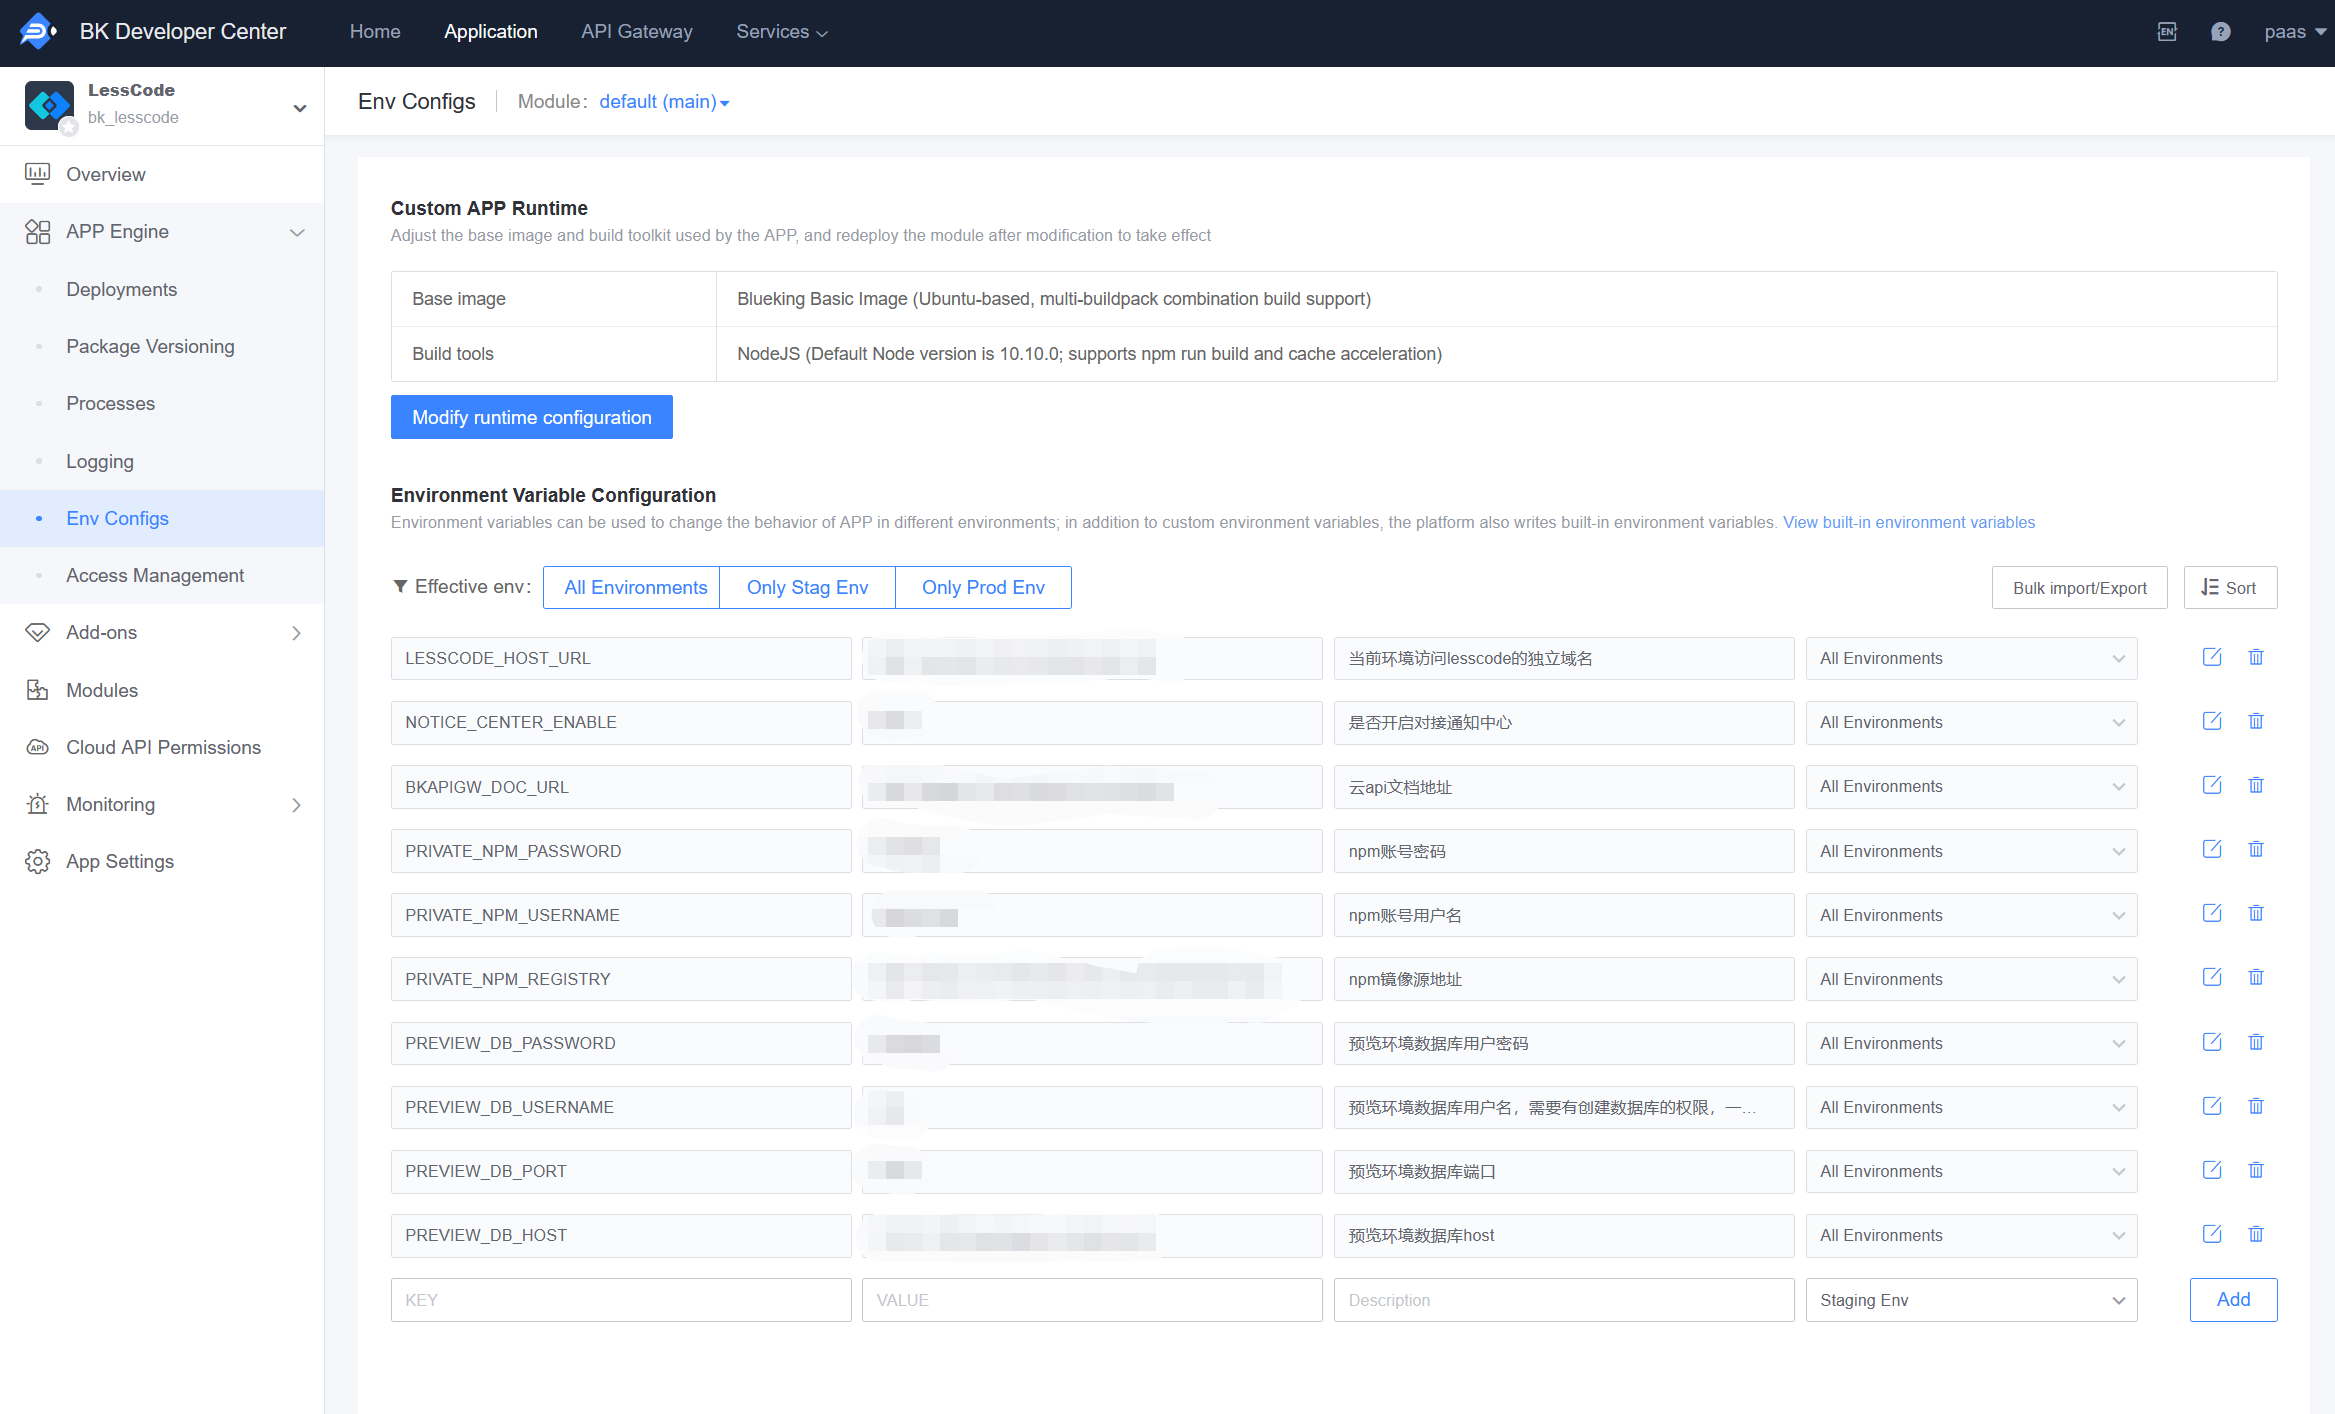 BK Developer Center
Home
Application
API Gateway
Services
EN
paas
LessCode
bk_lesscode
Overview
APP Engine
Deployments
Package Versioning
Processes
Logging
Env Configs
Access Management
Add-ons
Modules
API
Cloud API Permissions
Monitoring
App Settings
Env Configs
Module: default (main)
Custom APP Runtime
Adjust the base image and build toolkit used by the APP, and redeploy the module after modification to take effect
Base image
Blueking Basic Image (Ubuntu-based, multi-buildpack combination build support)
Build tools
NodeJS (Default Node version is 10.10.0; supports npm run build and cache acceleration)
Modify runtime configuration
Environment Variable Configuration
Environment variables can be used to change the behavior of APP in different environments; in addition to custom environment variables, the platform also writes built-in environment variables. View built-in environment variables
Effective env:
All Environments
Only Stag Env
Only Prod Env
Bulk import/Export
Sort
LESSCODE_HOST_URL
当前环境访问lesscode的独立域名
All Environments
NOTICE_CENTER_ENABLE
是否开启对接通知中心
All Environments
BKAPIGW_DOC_URL
云api文档地址
All Environments
PRIVATE_NPM_PASSWORD
npm账号密码
All Environments
PRIVATE_NPM_USERNAME
npm账号用户名
All Environments
PRIVATE_NPM_REGISTRY
npm镜像源地址
All Environments
PREVIEW_DB_PASSWORD
预览环境数据库用户密码
All Environments
PREVIEW_DB_USERNAME
预览环境数据库用户名，需要有创建数据库的权限，一...
All Environments
PREVIEW_DB_PORT
预览环境数据库端口
All Environments
PREVIEW_DB_HOST
预览环境数据库host
All Environments
KEY
VALUE
Description
Staging Env
Add